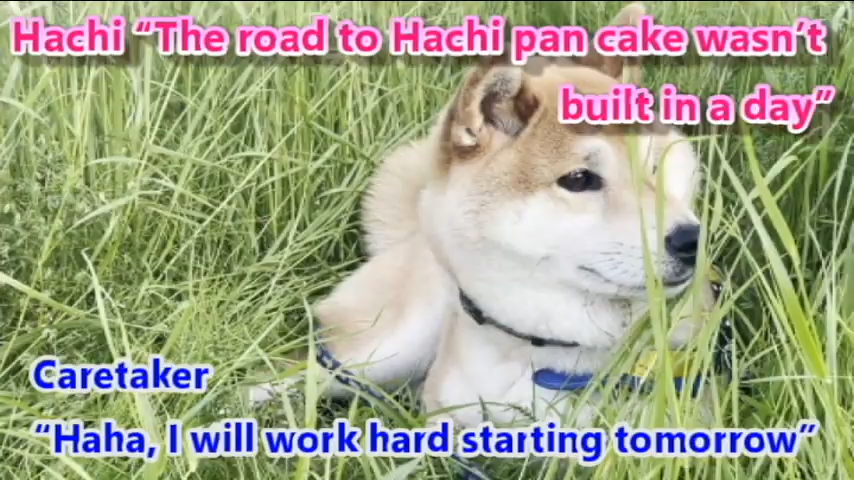 Hachi “The road to Hachi pan cake wasn’t
built in a day”
Caretaker
“Haha, I will work hard starting tomorrow”